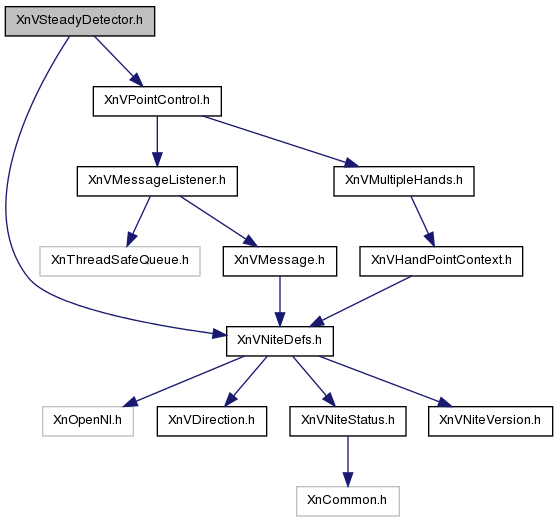 XnVSteadyDetector.h
XnVPointControl.h
XnVMessageListener.h
XnVMultipleHands.h
XnThreadSafeQueue.h
XnVMessage.h
XnVHandPointContext.h
XnVNiteDefs.h
XnOpenNI.h
XnVDirection.h
XnVNiteStatus.h
XnVNiteVersion.h
XnCommon.h